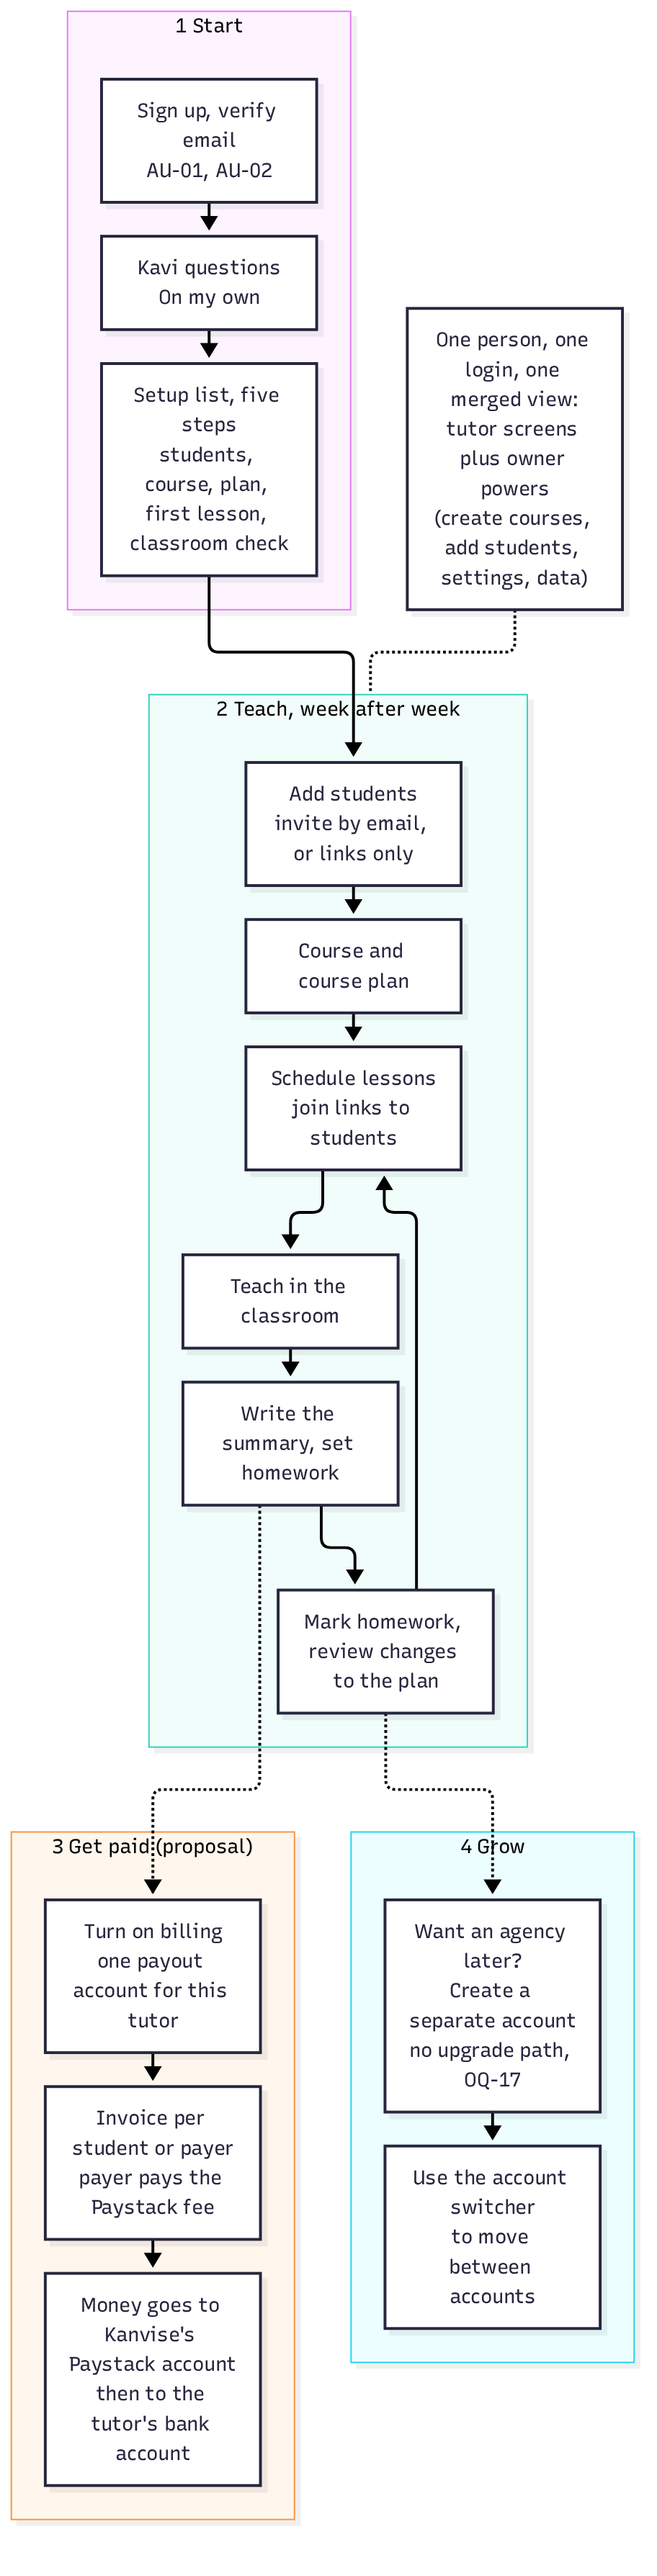 1 Start
Sign up, verify
email
AU-01, AU-02
Kavi questions
On my own
Setup list, five
steps
students,
course, plan,
first lesson,
classroom check
One person, one
login, one
merged view:
tutor screens
plus owner
powers
(create courses,
add students,
settings, data)
2 Teach, week after week
Add students
invite by email,
or links only
Course and
course plan
Schedule lessons
join links to
students
Teach in the
classroom
Write the
summary, set
homework
Mark homework,
review changes
to the plan
3 Get paid (proposal)
Turn on billing
one payout
account for this
tutor
Invoice per
student or payer
payer pays the
Paystack fee
Money goes to
Kanvise's
Paystack account
then to the
tutor's bank
account
4 Grow
Want an agency
later?
Create a
separate account
no upgrade path,
OQ-17
Use the account
switcher
to move
between
accounts